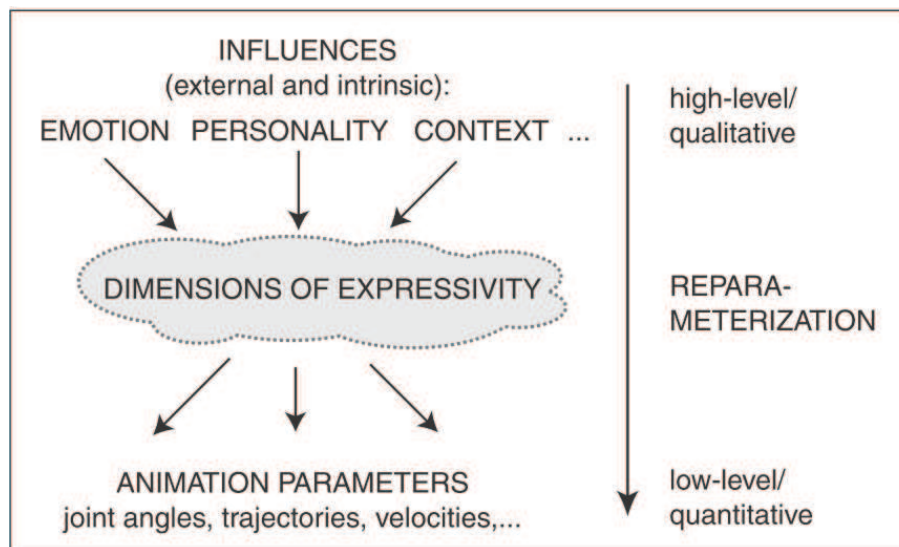 INFLUENCES
(external and intrinsic):
EMOTION PERSONALITY CONTEXT ...
DIMENSIONS OF EXPRESSIVITY
ANIMATION PARAMETERS
joint angles, trajectories, velocities,...
high-level/
qualitative
REPARA-
METERIZATION
low-level/
quantitative